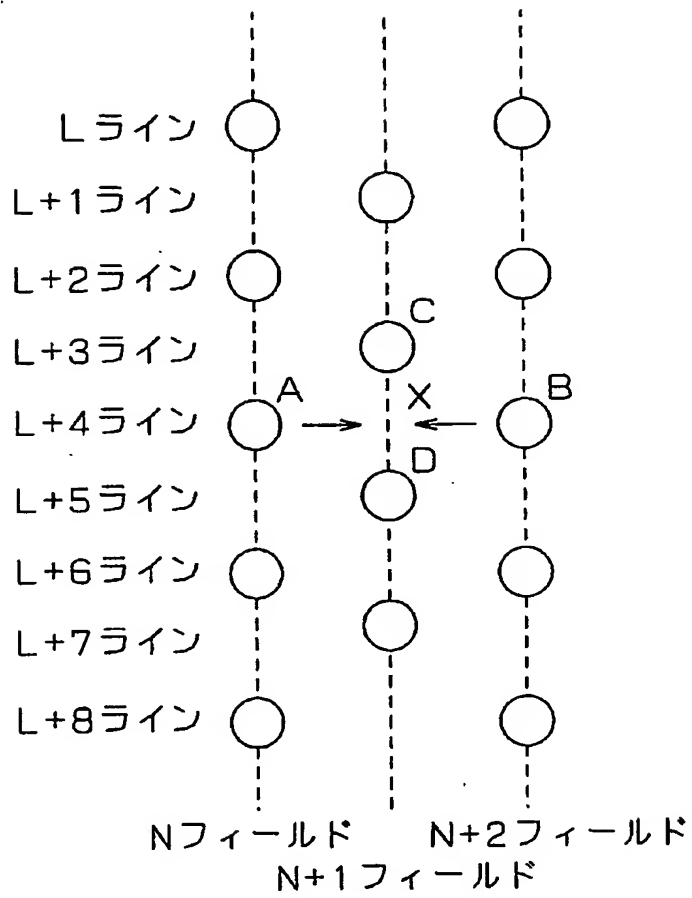 Lライン
L+1ライン
L+2ライン
C
L+3ライン
A
X
B
L+4ライン
D
L+5ライン
L+6ライン
L+7ライン
L+8ライン
Nフィールド
N+2フィールド
N+1フィールド